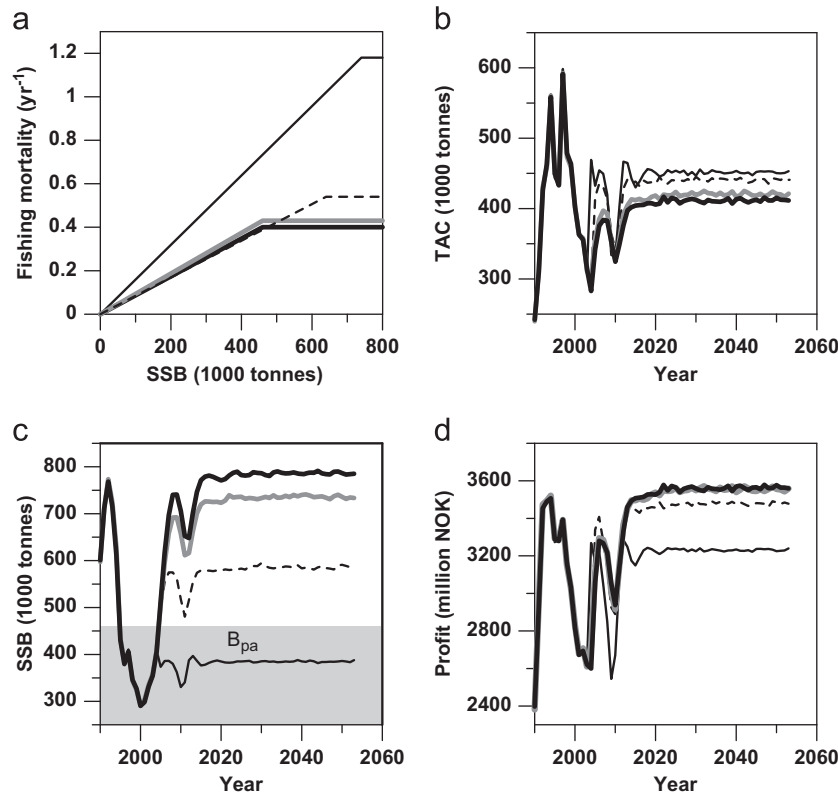 a
1.2
1
0.8
0.6
0.4
0.2
0
Fishing mortality (yr-1)
0 200 400 600 800
SSB (1000 tonnes)
b
600
500
400
300
TAC (1000 tonnes)
2000 2020 2040 2060
Year
c
800
700
600
500
400
300
SSB (1000 tonnes)
Bpa
2000 2020 2040 2060
Year
d
3600
3200
2800
2400
Profit (million NOK)
2000 2020 2040 2060
Year